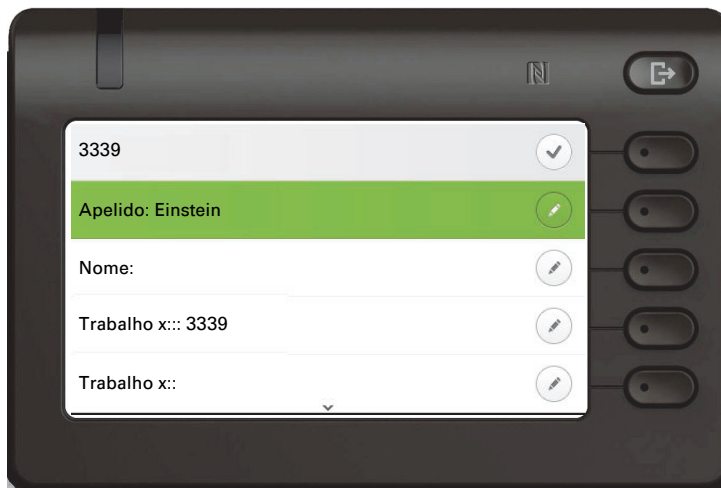 3339
Apelido: Einstein
Nome:
Trabalho x::: 3339
Trabalho x::